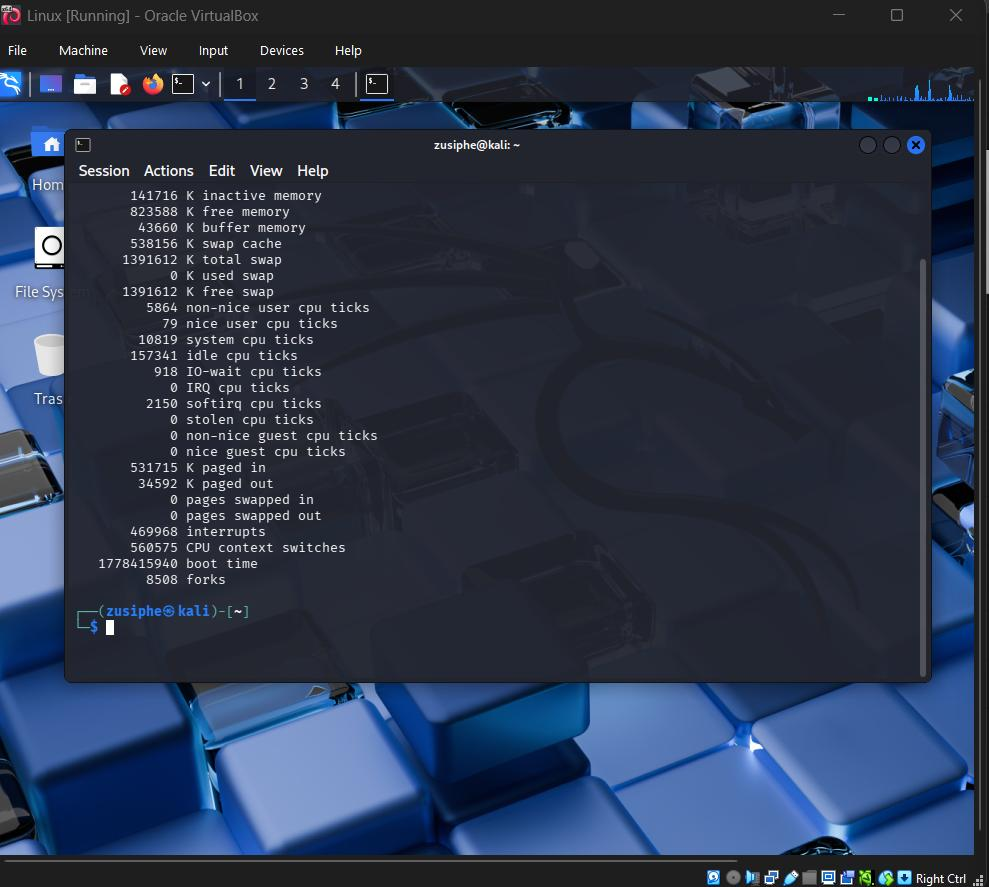 Linux [Running] - Oracle VirtualBox
File Machine View Input Devices Help
1 2 3 4
zusiphe@kali: ~
Session Actions Edit View Help
Hom
File Sys
Tras
141716 K inactive memory
823588 K free memory
43660 K buffer memory
538156 K swap cache
1391612 K total swap
0 K used swap
1391612 K free swap
5864 non-nice user cpu ticks
79 nice user cpu ticks
10819 system cpu ticks
157341 idle cpu ticks
918 IO-wait cpu ticks
0 IRQ cpu ticks
2150 softirq cpu ticks
0 stolen cpu ticks
0 non-nice guest cpu ticks
0 nice guest cpu ticks
531715 K paged in
34592 K paged out
0 pages swapped in
0 pages swapped out
469968 interrupts
560575 CPU context switches
1778415940 boot time
8508 forks
┌──(zusiphe㉿kali)-[~]
└─$
Right Ctrl